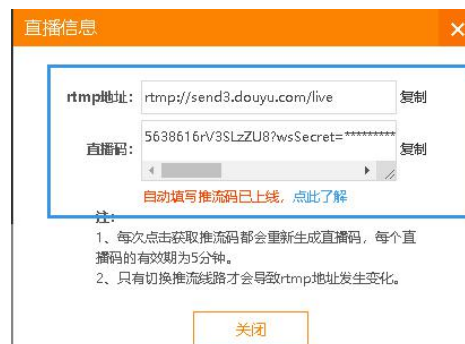 直播信息
rtmp地址: rtmp://send3.douyu.com/live 复制
直播码: 5638616rV3SLzZU8?wsSecret=********* 复制
自动填写推流码已上线，点此了解
注:
1、每次点击获取推流码都会重新生成直播码，每个直
播码的有效期为5分钟。
2、只有切换推流线路才会导致rtmp地址发生变化。
关闭